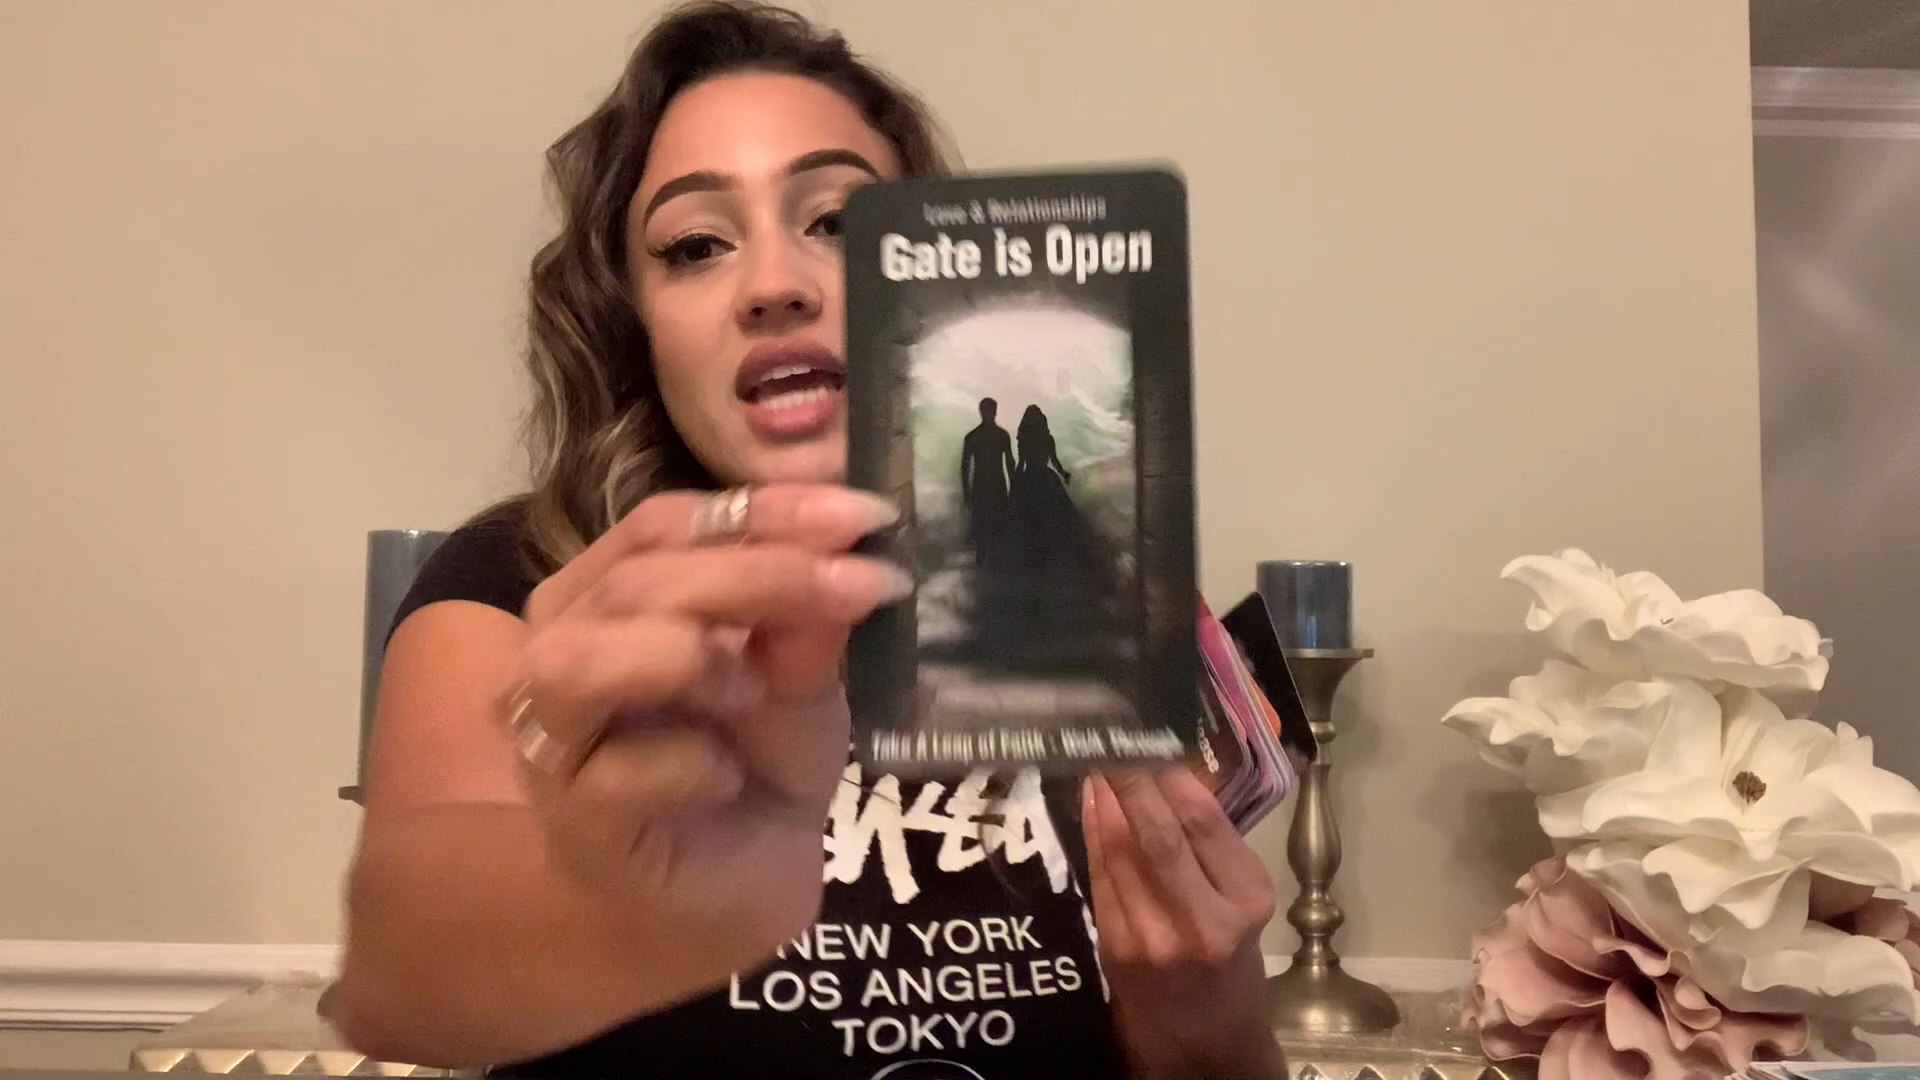 Love & Relationships
Gate is Open
Take A Leap of Faith : Walk Through
NEW YORK
LOS ANGELES
TOKYO